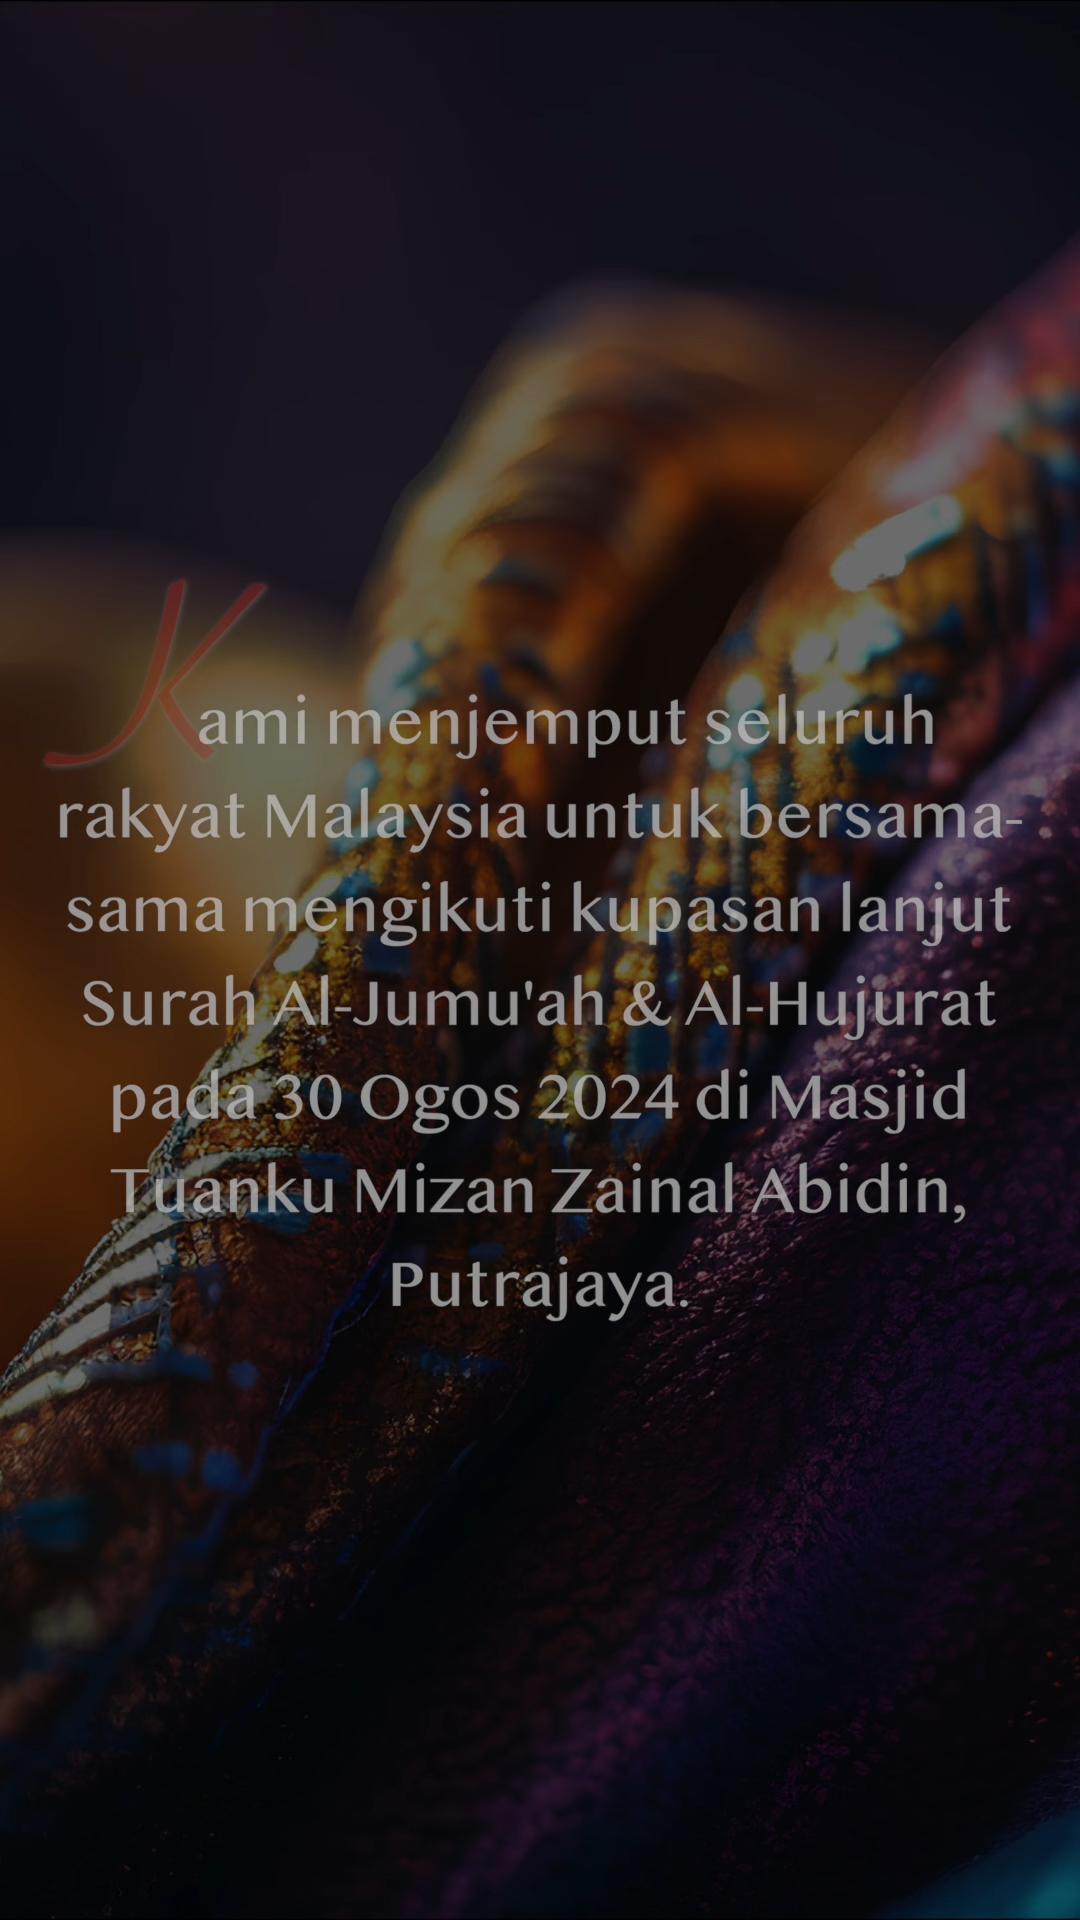 Kami menjemput seluruh
rakyat Malaysia untuk bersama-
sama mengikuti kupasan lanjut
Surah Al-Jumu'ah & Al-Hujurat
pada 30 Ogos 2024 di Masjid
Tuanku Mizan Zainal Abidin,
Putrajaya.